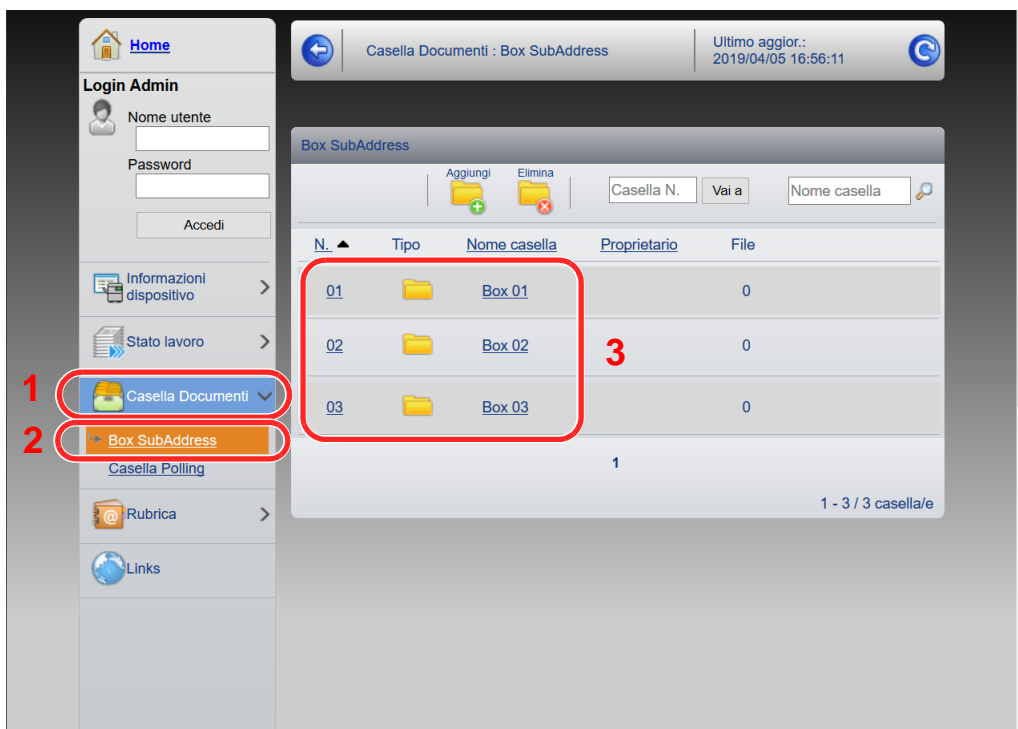 Home
Login Admin
Nome utente
Password
Accedi
Informazioni
dispositivo
Stato lavoro
1
Casella Documenti
2
Box SubAddress
Casella Polling
Rubrica
Links
Casella Documenti : Box SubAddress
Ultimo aggior.:
2019/04/05 16:56:11
Box SubAddress
Aggiungi Elimina
Casella N. Vai a Nome casella
N. Tipo Nome casella Proprietario File
01 Box 01 0
02 Box 02 0
3
03 Box 03 0
1
1 - 3 / 3 casella/e